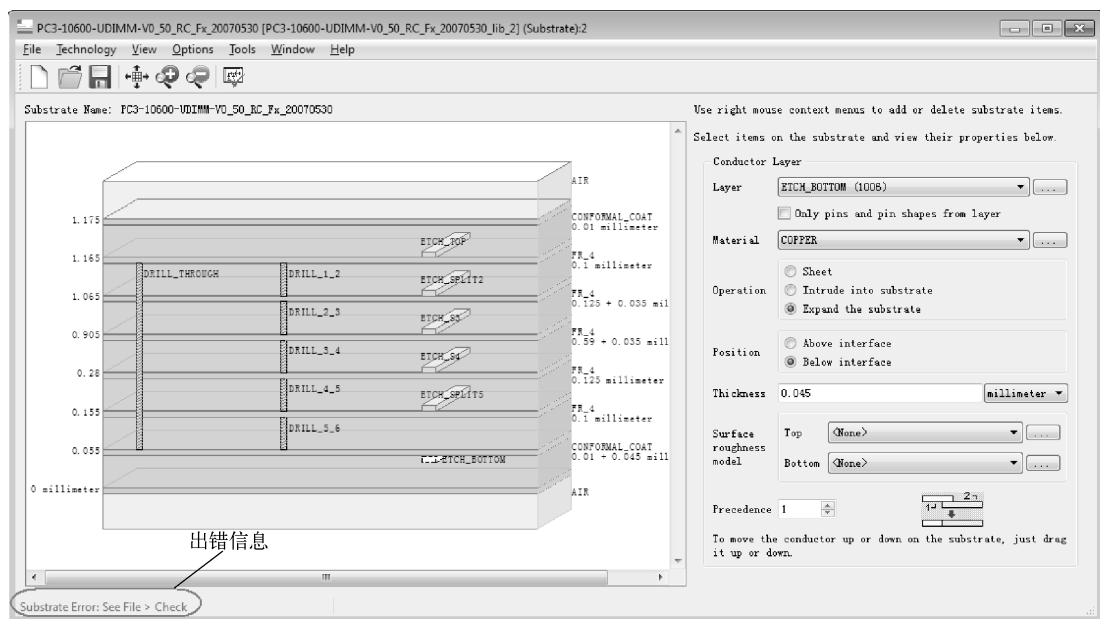 PC3-10600-UDIMM-V0_50_RC_Fx_20070530 [PC3-10600-UDIMM-V0_50_RC_Fx_20070530_lib_2] (Substrate):2
File Technology View Options Tools Window Help
Substrate Name: PC3-10600-UDIMM-V0_50_RC_Fx_20070530
Use right mouse context menus to add or delete substrate items.
Select items on the substrate and view their properties below.
AIR
1.175
CONFORMAL_COAT
0.01 millimeter
ETCH_TOP
1.165
FR_4
0.1 millimeter
DRILL_THROUGH
DRILL_1_2
ETCH_SPLIT2
1.065
FR_4
0.125 + 0.035 mil
DRILL_2_3
ETCH_S3
0.905
FR_4
0.59 + 0.035 mill
DRILL_3_4
ETCH_S4
0.28
FR_4
0.125 millimeter
DRILL_4_5
ETCH_SPLIT5
0.155
FR_4
0.1 millimeter
DRILL_5_6
0.055
CONFORMAL_COAT
0.01 + 0.045 mill
ETCH_BOTTOM
0 millimeter
AIR
出错信息
Substrate Error: See File > Check
Conductor Layer
Layer ETCH_BOTTOM (1006) ...
Only pins and pin shapes from layer
Material COPPER ...
Operation
Sheet
Intrude into substrate
Expand the substrate
Position
Above interface
Below interface
Thickness 0.045 millimeter
Surface roughness model
Top <None> ...
Bottom <None> ...
Precedence 1
1
2
To move the conductor up or down on the substrate, just drag
it up or down.